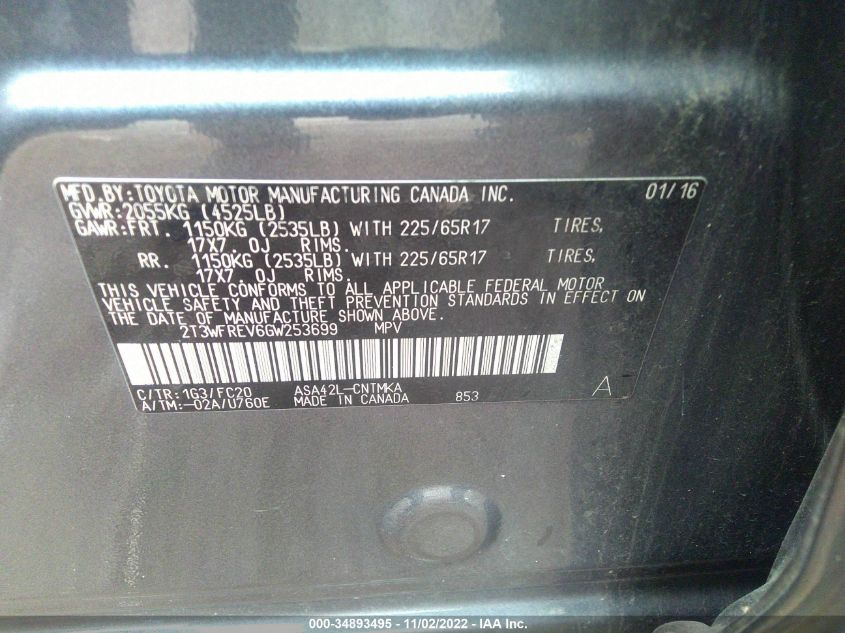 MFD.BY:TOYOTA MOTOR MANUFACTURING CANADA INC. 01/16
GVWR:2055KG (4525LB)
GAWR:FRT. 1150KG (2535LB) WITH 225/65R17 TIRES,
17X7.0J RIMS.
RR. 1150KG (2535LB) WITH 225/65R17 TIRES,
17X7.0J RIMS.
THIS VEHICLE CONFORMS TO ALL APPLICABLE FEDERAL MOTOR
VEHICLE SAFETY AND THEFT PREVENTION STANDARDS IN EFFECT ON
THE DATE OF MANUFACTURE SHOWN ABOVE.
2T3WFREV6GW253699 MPV
C/TR:1G3/FC20 ASA42L-CNTMKA A
A/TM:-02A/U760E MADE IN CANADA 853
000-34893495 - 11/02/2022 - IAA Inc.